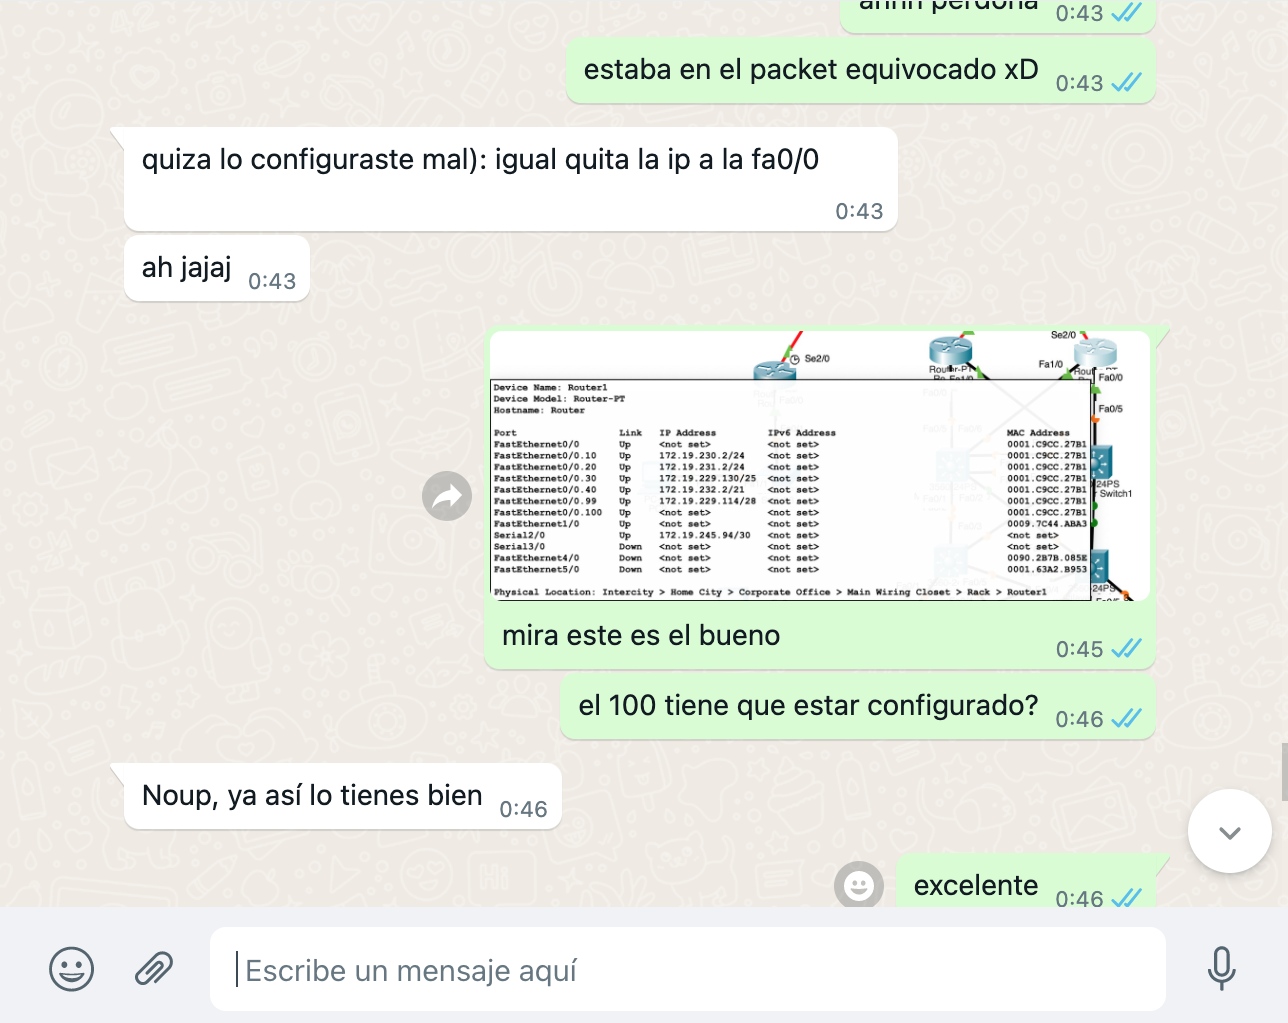 ahhh perdona 0:43
estaba en el packet equivocado xD 0:43
quiza lo configuraste mal): igual quita la ip a la fa0/0
0:43
ah jajaj 0:43
Se2/0
Se2/0
Fa1/0
Fa0/0
Fa0/5
24PS
Switch1
24PS
Device Name: Router1
Device Model: Router-PT
Hostname: Router
Port Link IP Address IPv6 Address MAC Address
FastEthernet0/0 Up <not set> <not set> 0001.C9CC.27B1
FastEthernet0/0.10 Up 172.19.230.2/24 <not set> 0001.C9CC.27B1
FastEthernet0/0.20 Up 172.19.231.2/24 <not set> 0001.C9CC.27B1
FastEthernet0/0.30 Up 172.19.229.130/25 <not set> 0001.C9CC.27B1
FastEthernet0/0.40 Up 172.19.232.2/21 <not set> 0001.C9CC.27B1
FastEthernet0/0.99 Up 172.19.229.114/28 <not set> 0001.C9CC.27B1
FastEthernet0/0.100 Up <not set> <not set> 0001.C9CC.27B1
FastEthernet1/0 Up <not set> <not set> 0009.7C44.ABA3
Serial2/0 Up 172.19.245.94/30 <not set> <not set>
Serial3/0 Down <not set> <not set> <not set>
FastEthernet4/0 Down <not set> <not set> 0090.2B7B.085E
FastEthernet5/0 Down <not set> <not set> 0001.63A2.B953
Physical Location: Intercity > Home City > Corporate Office > Main Wiring Closet > Rack > Router1
mira este es el bueno 0:45
el 100 tiene que estar configurado? 0:46
Noup, ya así lo tienes bien 0:46
excelente 0:46
Escribe un mensaje aquí